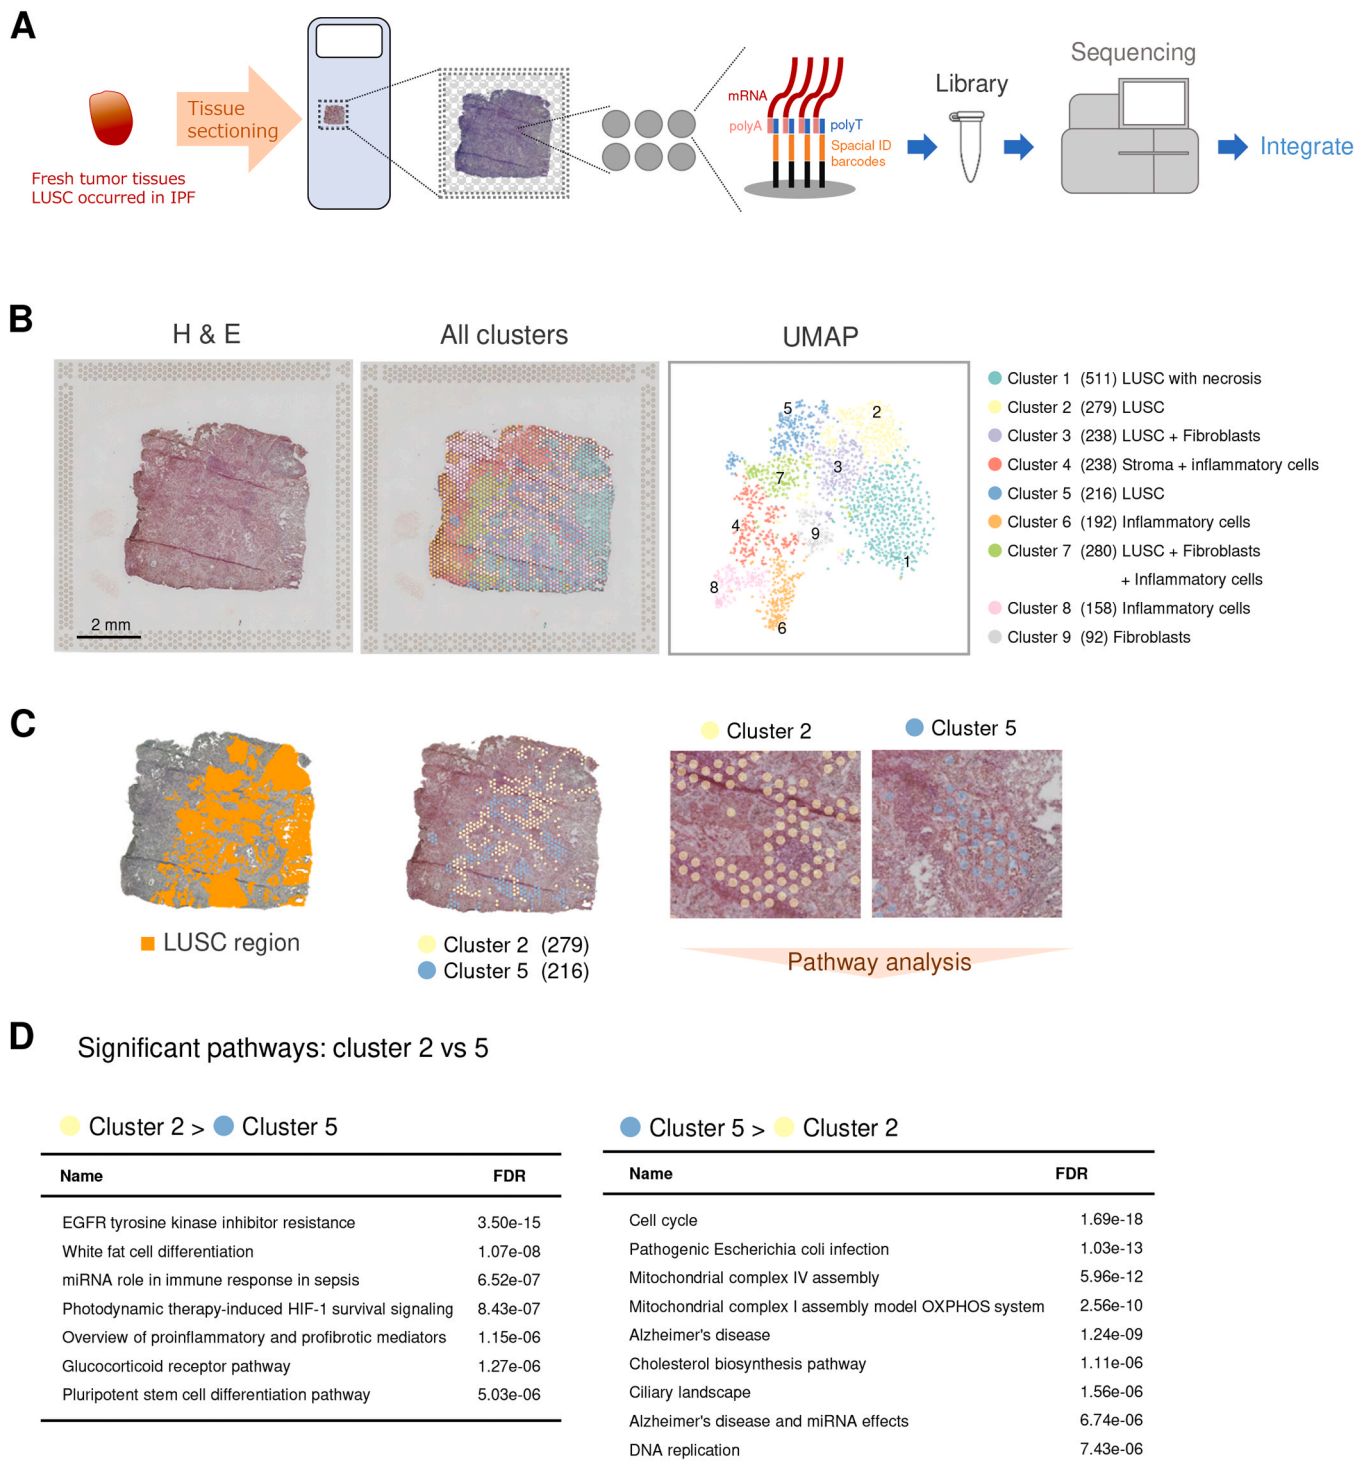 A
Fresh tumor tissues
LUSC occurred in IPF
Tissue
sectioning
mRNA
polyA
polyT
Spacial ID
barcodes
Library
Sequencing
Integrate
B
H & E
All clusters
UMAP
2 mm
5
2
3
7
4
9
1
8
6
Cluster 1 (511) LUSC with necrosis
Cluster 2 (279) LUSC
Cluster 3 (238) LUSC + Fibroblasts
Cluster 4 (238) Stroma + inflammatory cells
Cluster 5 (216) LUSC
Cluster 6 (192) Inflammatory cells
Cluster 7 (280) LUSC + Fibroblasts
+ Inflammatory cells
Cluster 8 (158) Inflammatory cells
Cluster 9 (92) Fibroblasts
C
LUSC region
Cluster 2 (279)
Cluster 5 (216)
Cluster 2
Cluster 5
Pathway analysis
D
Significant pathways: cluster 2 vs 5
Cluster 2 > Cluster 5
Name FDR
EGFR tyrosine kinase inhibitor resistance 3.50e-15
White fat cell differentiation 1.07e-08
miRNA role in immune response in sepsis 6.52e-07
Photodynamic therapy-induced HIF-1 survival signaling 8.43e-07
Overview of proinflammatory and profibrotic mediators 1.15e-06
Glucocorticoid receptor pathway 1.27e-06
Pluripotent stem cell differentiation pathway 5.03e-06
Cluster 5 > Cluster 2
Name FDR
Cell cycle 1.69e-18
Pathogenic Escherichia coli infection 1.03e-13
Mitochondrial complex IV assembly 5.96e-12
Mitochondrial complex I assembly model OXPHOS system 2.56e-10
Alzheimer's disease 1.24e-09
Cholesterol biosynthesis pathway 1.11e-06
Ciliary landscape 1.56e-06
Alzheimer's disease and miRNA effects 6.74e-06
DNA replication 7.43e-06